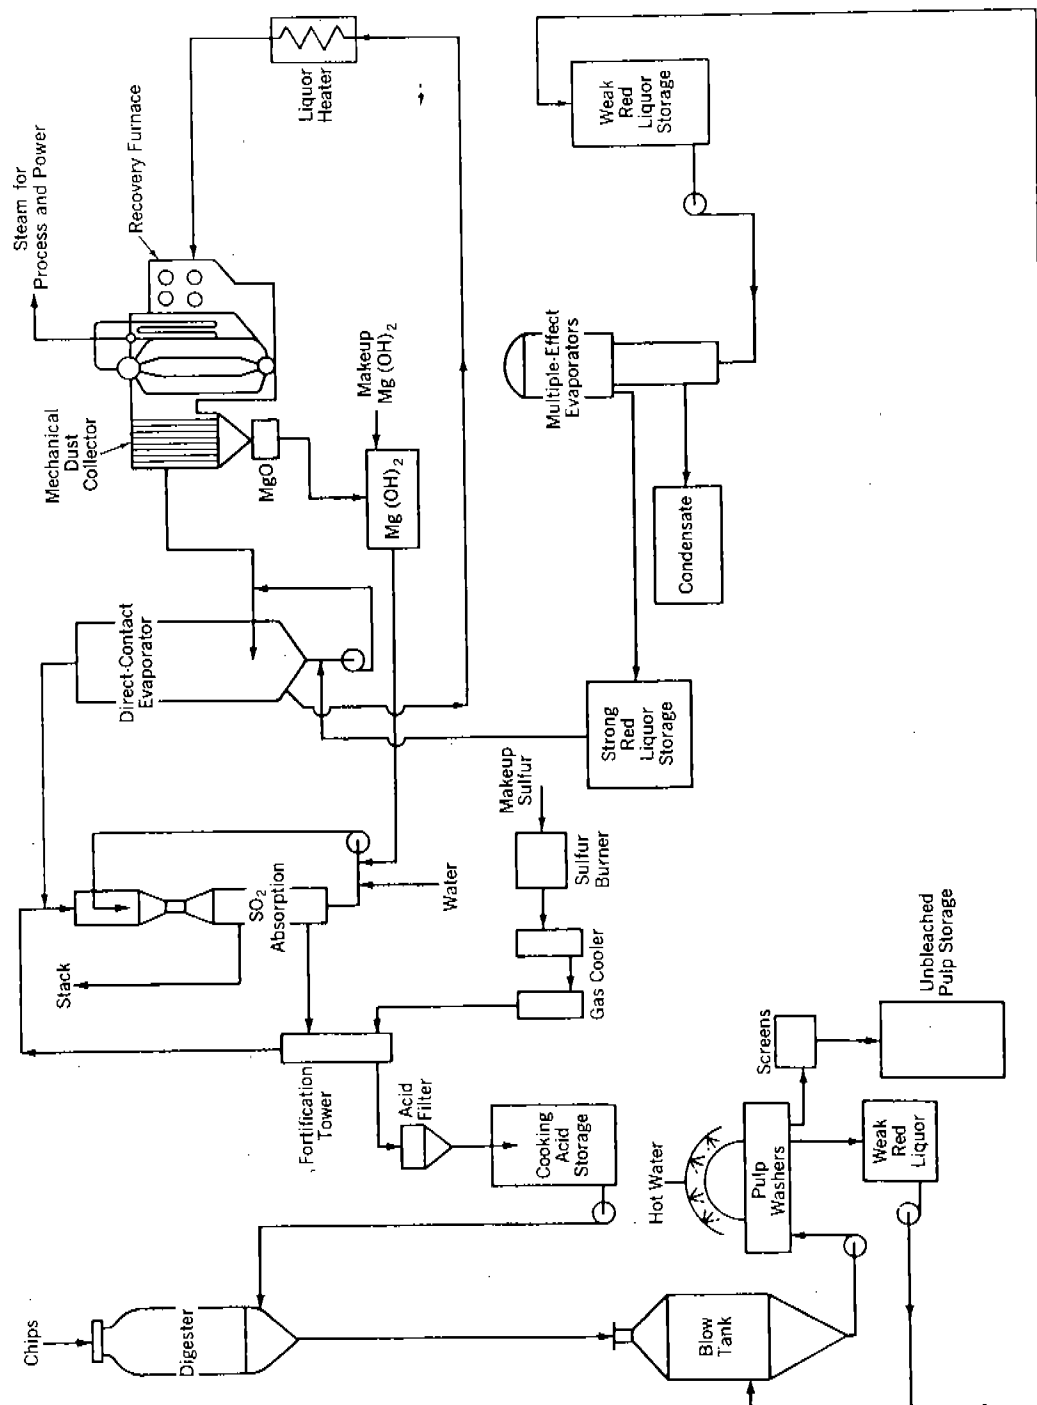 Steam for
Process and Power
Recovery Furnace
Liquor
Heater
Weak
Red
Liquor
Storage
Mechanical
Dust
Collector
MgO
Makeup
Mg (OH)2
Mg (OH)2
Multiple-Effect
Evaporators
Condensate
Direct-Contact
Evaporator
Strong
Red
Liquor
Storage
Makeup
Sulfur
Sulfur
Burner
SO2
Absorption
Water
Stack
Gas Cooler
Fortification
Tower
Acid
Filter
Cooking
Acid
Storage
Unbleached
Pulp Storage
Screens
Hot Water
Pulp
Washers
Weak
Red
Liquor
Chips
Digester
Blow
Tank